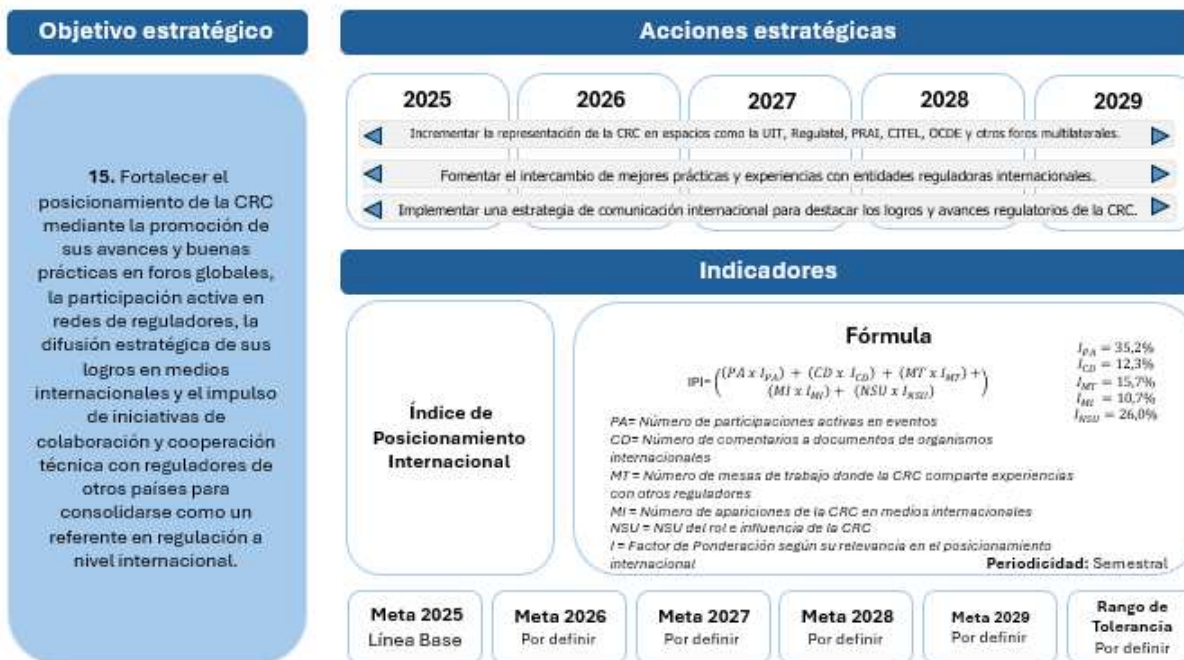 Objetivo estratégico
15. Fortalecer el
posicionamiento de la CRC
mediante la promoción de
sus avances y buenas
prácticas en foros globales,
la participación activa en
redes de reguladores, la
difusión estratégica de sus
logros en medios
internacionales y el impulso
de iniciativas de
colaboración y cooperación
técnica con reguladores de
otros países para
consolidarse como un
referente en regulación a
nivel internacional.
Acciones estratégicas
2025 2026 2027 2028 2029
Incrementar la representación de la CRC en espacios como la UIT, Regulatel, PRAI, CITEL, OCDE y otros foros multilaterales.
Fomentar el intercambio de mejores prácticas y experiencias con entidades reguladoras internacionales.
Implementar una estrategia de comunicación internacional para destacar los logros y avances regulatorios de la CRC.
Indicadores
Índice de
Posicionamiento
Internacional
Fórmula
IPI= ((PA x I_PA) + (CD x I_CD) + (MT x I_MT) +
(MI x I_MI) + (NSU x I_NSU))
I_PA = 35,2%
I_CD = 12,3%
I_MT = 15,7%
I_MI = 10,7%
I_NSU = 26,0%
PA= Número de participaciones activas en eventos
CD= Número de comentarios a documentos de organismos
internacionales
MT = Número de mesas de trabajo donde la CRC comparte experiencias
con otros reguladores
MI = Número de apariciones de la CRC en medios internacionales
NSU = NSU del rol e influencia de la CRC
I = Factor de Ponderación según su relevancia en el posicionamiento
internacional
Periodicidad: Semestral
Meta 2025
Línea Base
Meta 2026
Por definir
Meta 2027
Por definir
Meta 2028
Por definir
Meta 2029
Por definir
Rango de
Tolerancia
Por definir